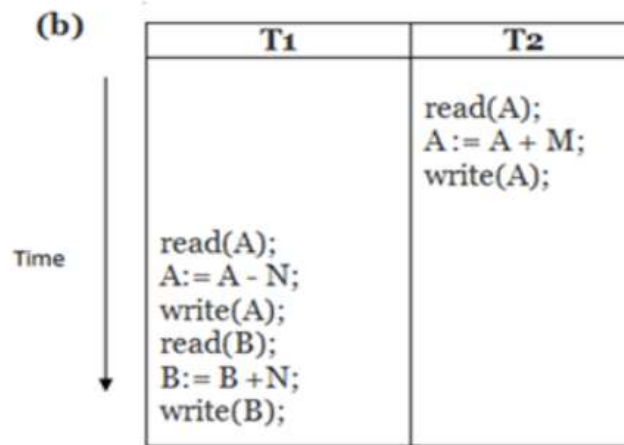 (b)
T1 T2
read(A);
A := A + M;
write(A);
Time
read(A);
A:= A - N;
write(A);
read(B);
B:= B +N;
write(B);